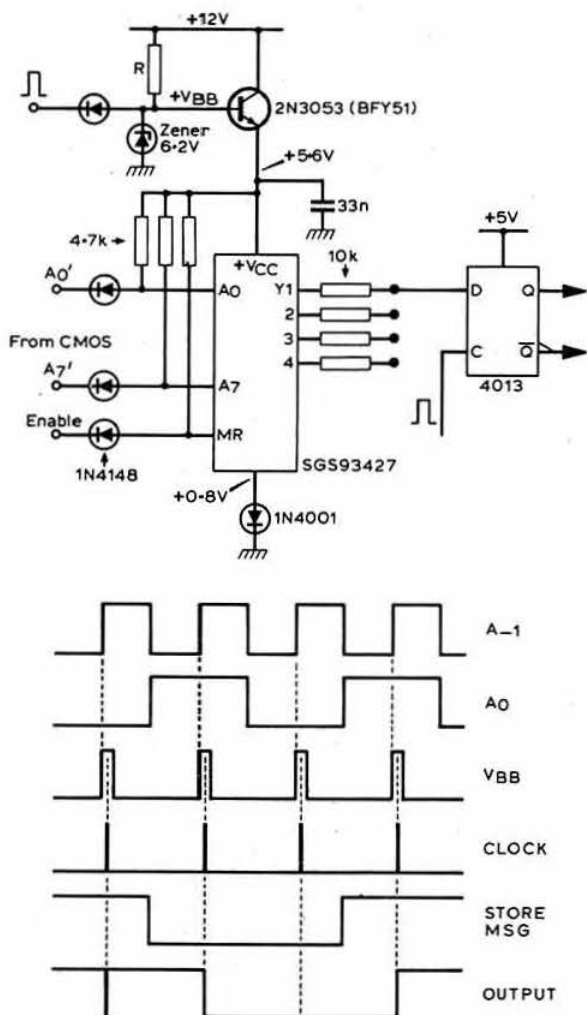 +12V
R
+VBB
2N3053 (BFY51)
Zener
6·2V
+5·6V
33n
4·7k
+5V
10k
+VCC
A0'
A0
Y1
D
Q
2
From CMOS
3
A7'
A7
4
C
Q̅
4013
Enable
MR
SGS93427
1N4148
+0·8V
1N4001
A–1
A0
VBB
CLOCK
STORE
MSG
OUTPUT